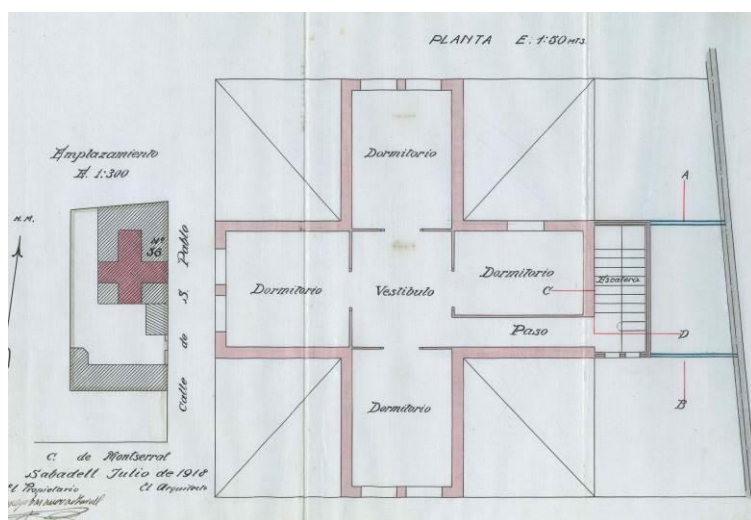 PLANTA E. 1:50 MTS.
Emplazamiento
E. 1:300
N.M.
Nº
36
Calle de S. Pablo
C. de Montserrat
Sabadell Julio de 1918
El Propietario
El Arquitecto
Dormitorio
Dormitorio
Vestibulo
Dormitorio
Escalera
Paso
Dormitorio
A
C
D
B